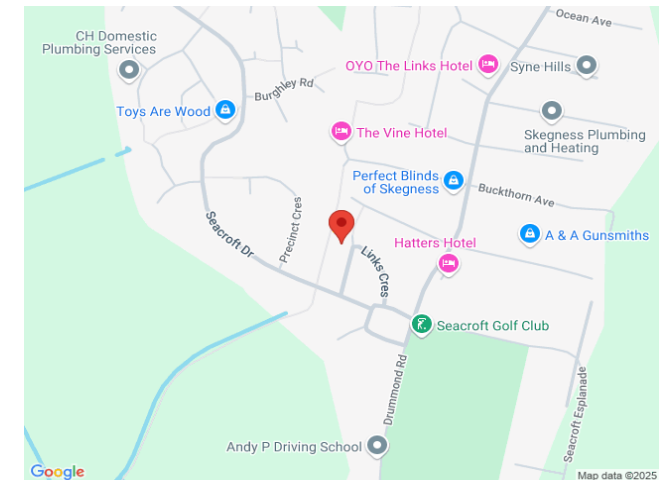 Ocean Ave
CH Domestic
Plumbing Services
OYO The Links Hotel
Syne Hills
Burghley Rd
Toys Are Wood
The Vine Hotel
Skegness Plumbing
and Heating
Perfect Blinds
of Skegness
Buckthorn Ave
Seacroft Dr
Precinct Cres
Links Cres
Hatters Hotel
A & A Gunsmiths
Seacroft Golf Club
Drummond Rd
Seacroft Esplanade
Andy P Driving School
Google
Map data ©2025